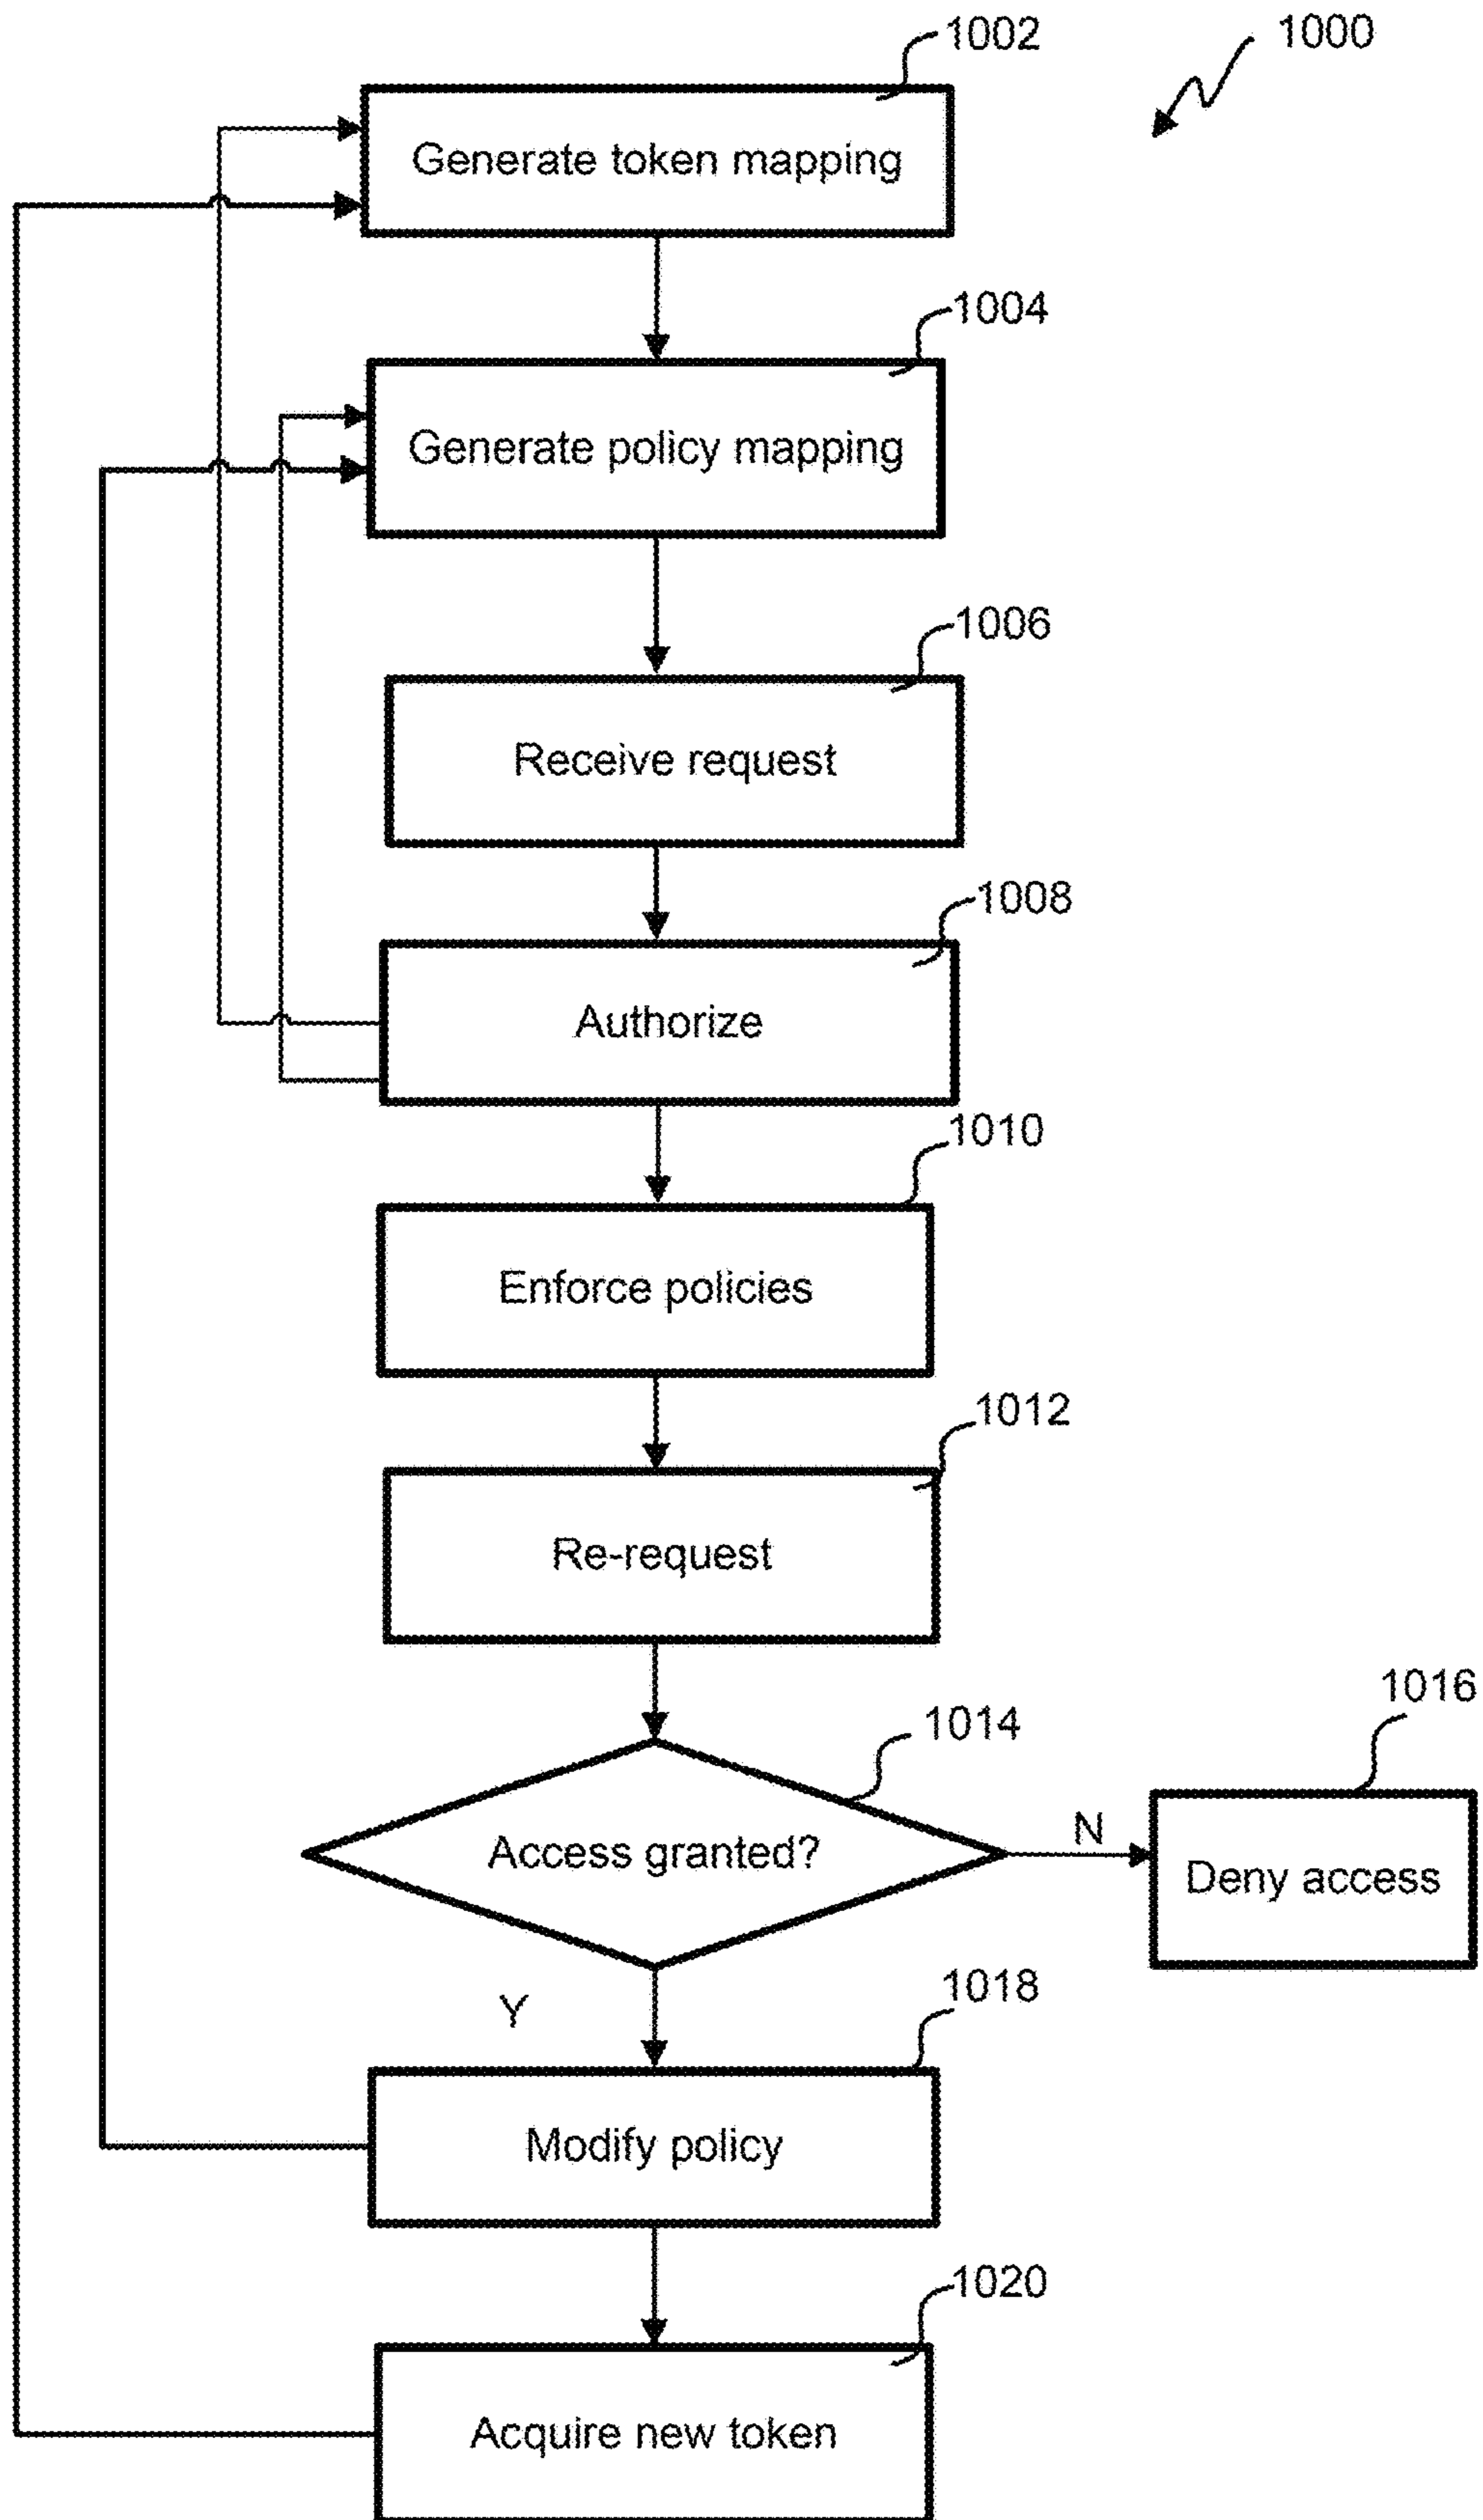 1002
1000
Generate token mapping
1004
Generate policy mapping
1006
Receive request
1008
Authorize
1010
Enforce policies
1012
Re-request
1014
1016
Access granted?
N
Deny access
Y
1018
Modify policy
1020
Acquire new token